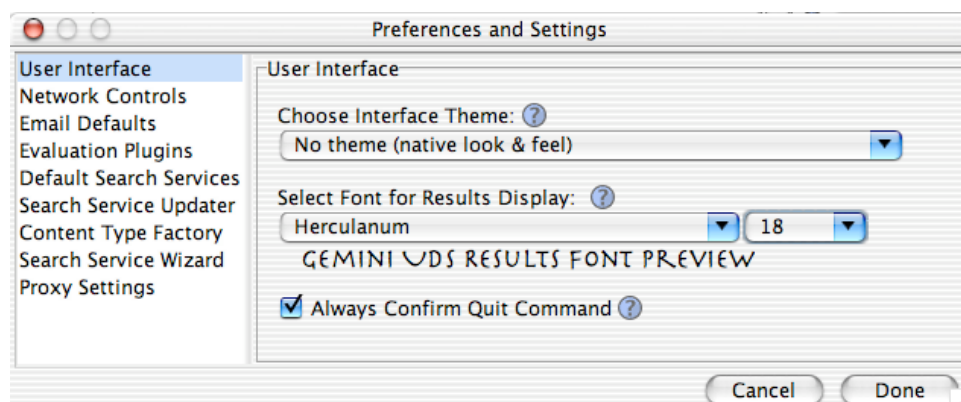 Preferences and Settings
User Interface
Network Controls
Email Defaults
Evaluation Plugins
Default Search Services
Search Service Updater
Content Type Factory
Search Service Wizard
Proxy Settings
User Interface
Choose Interface Theme: ?
No theme (native look & feel)
Select Font for Results Display: ?
Herculanum 18
GEMINI UDS RESULTS FONT PREVIEW
Always Confirm Quit Command ?
Cancel Done